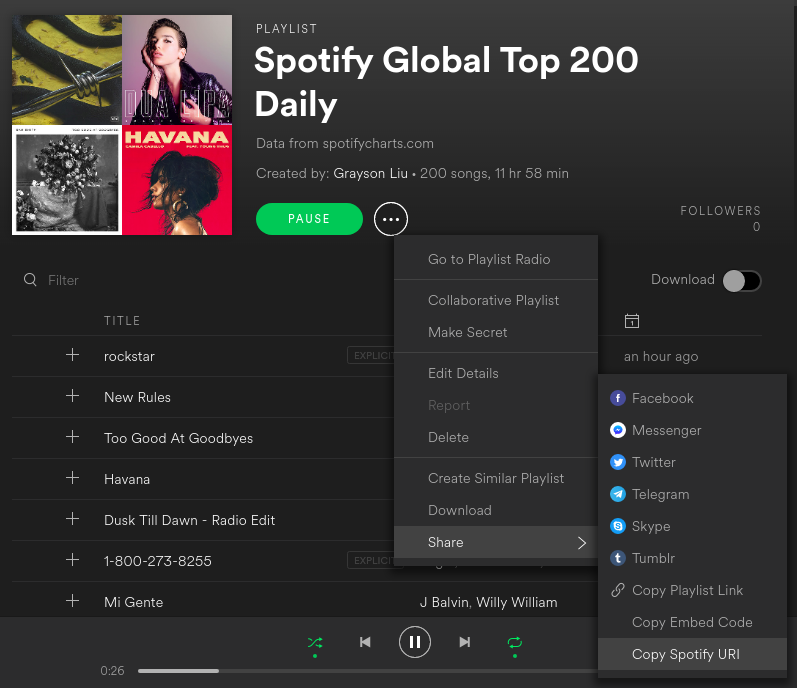 PLAYLIST
Spotify Global Top 200
Daily
Data from spotifycharts.com
Created by: Grayson Liu • 200 songs, 11 hr 58 min
DUA LIPA
HAVANA
PAUSE
FOLLOWERS
0
Filter
Download
TITLE
rockstar
EXPLICIT
an hour ago
New Rules
Too Good At Goodbyes
Havana
Dusk Till Dawn - Radio Edit
1-800-273-8255
EXPLICIT
Mi Gente
J Balvin, Willy William
Go to Playlist Radio
Collaborative Playlist
Make Secret
Edit Details
Report
Delete
Create Similar Playlist
Download
Share
Facebook
Messenger
Twitter
Telegram
Skype
Tumblr
Copy Playlist Link
Copy Embed Code
Copy Spotify URI
0:26